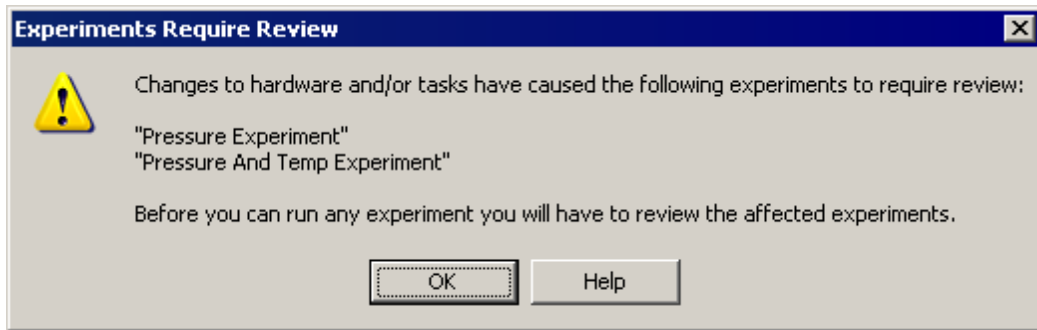 Experiments Require Review
Changes to hardware and/or tasks have caused the following experiments to require review:
"Pressure Experiment"
"Pressure And Temp Experiment"
Before you can run any experiment you will have to review the affected experiments.
OK
Help